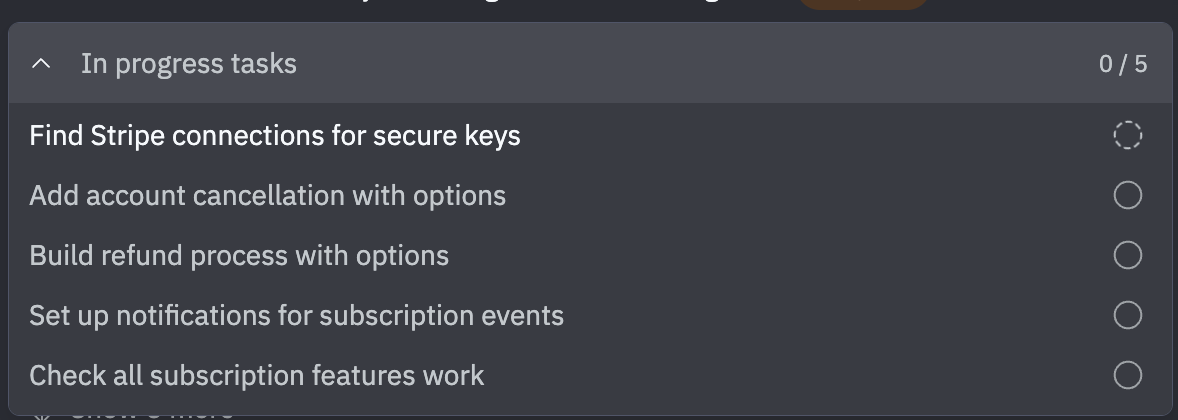 In progress tasks 0 / 5
Find Stripe connections for secure keys
Add account cancellation with options
Build refund process with options
Set up notifications for subscription events
Check all subscription features work